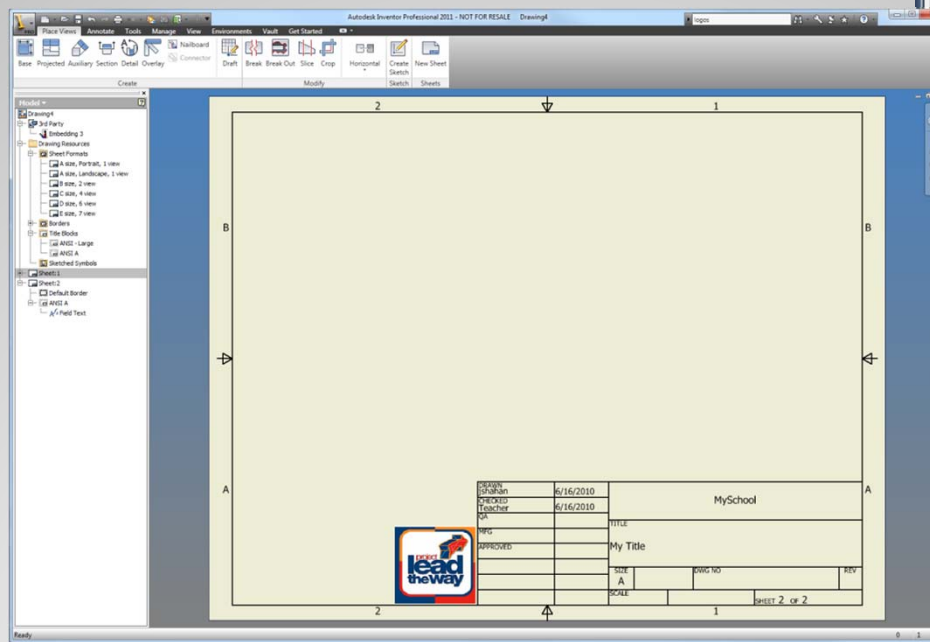 Autodesk Inventor Professional 2011 - NOT FOR RESALE Drawing4
logos
Place Views Annotate Tools Manage View Environments Vault Get Started
Base Projected Auxiliary Section Detail Overlay
Nailboard
Connector
Draft Break Break Out Slice Crop Horizontal Create Sketch New Sheet
Create Modify Sketch Sheets
Model
Drawing4
3rd Party
Embedding 3
Drawing Resources
Sheet Formats
A size, Portrait, 1 view
A size, Landscape, 1 view
B size, 2 view
C size, 4 view
D size, 6 view
E size, 7 view
Borders
Title Blocks
ANSI - Large
ANSI A
Sketched Symbols
Sheet:1
Sheet:2
Default Border
ANSI A
Field Text
2 1
B B
A A
DRAWN
jshahan 6/16/2010
CHECKED
Teacher 6/16/2010
QA
MFG
APPROVED
MySchool
TITLE
My Title
SIZE
A
DWG NO
REV
SCALE
SHEET 2 OF 2
project
lead
the way
2 1
Ready
0 1